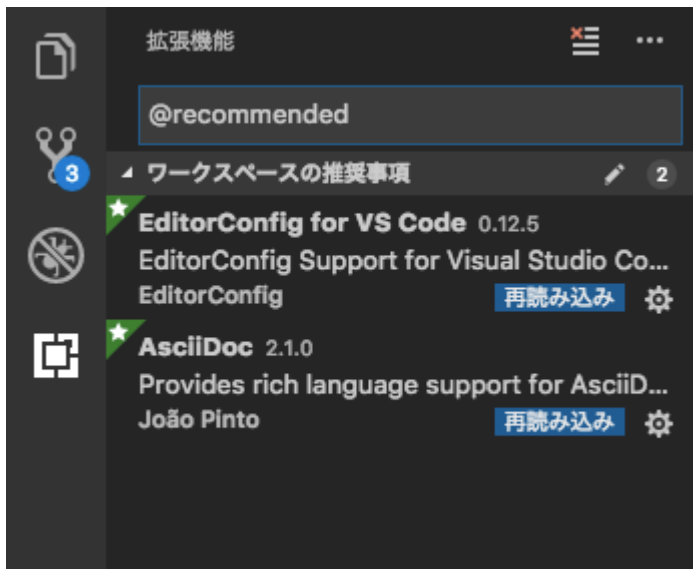 拡張機能
@recommended
3
ワークスペースの推奨事項 2
EditorConfig for VS Code 0.12.5
EditorConfig Support for Visual Studio Co...
EditorConfig 再読み込み
AsciiDoc 2.1.0
Provides rich language support for AsciiD...
João Pinto 再読み込み